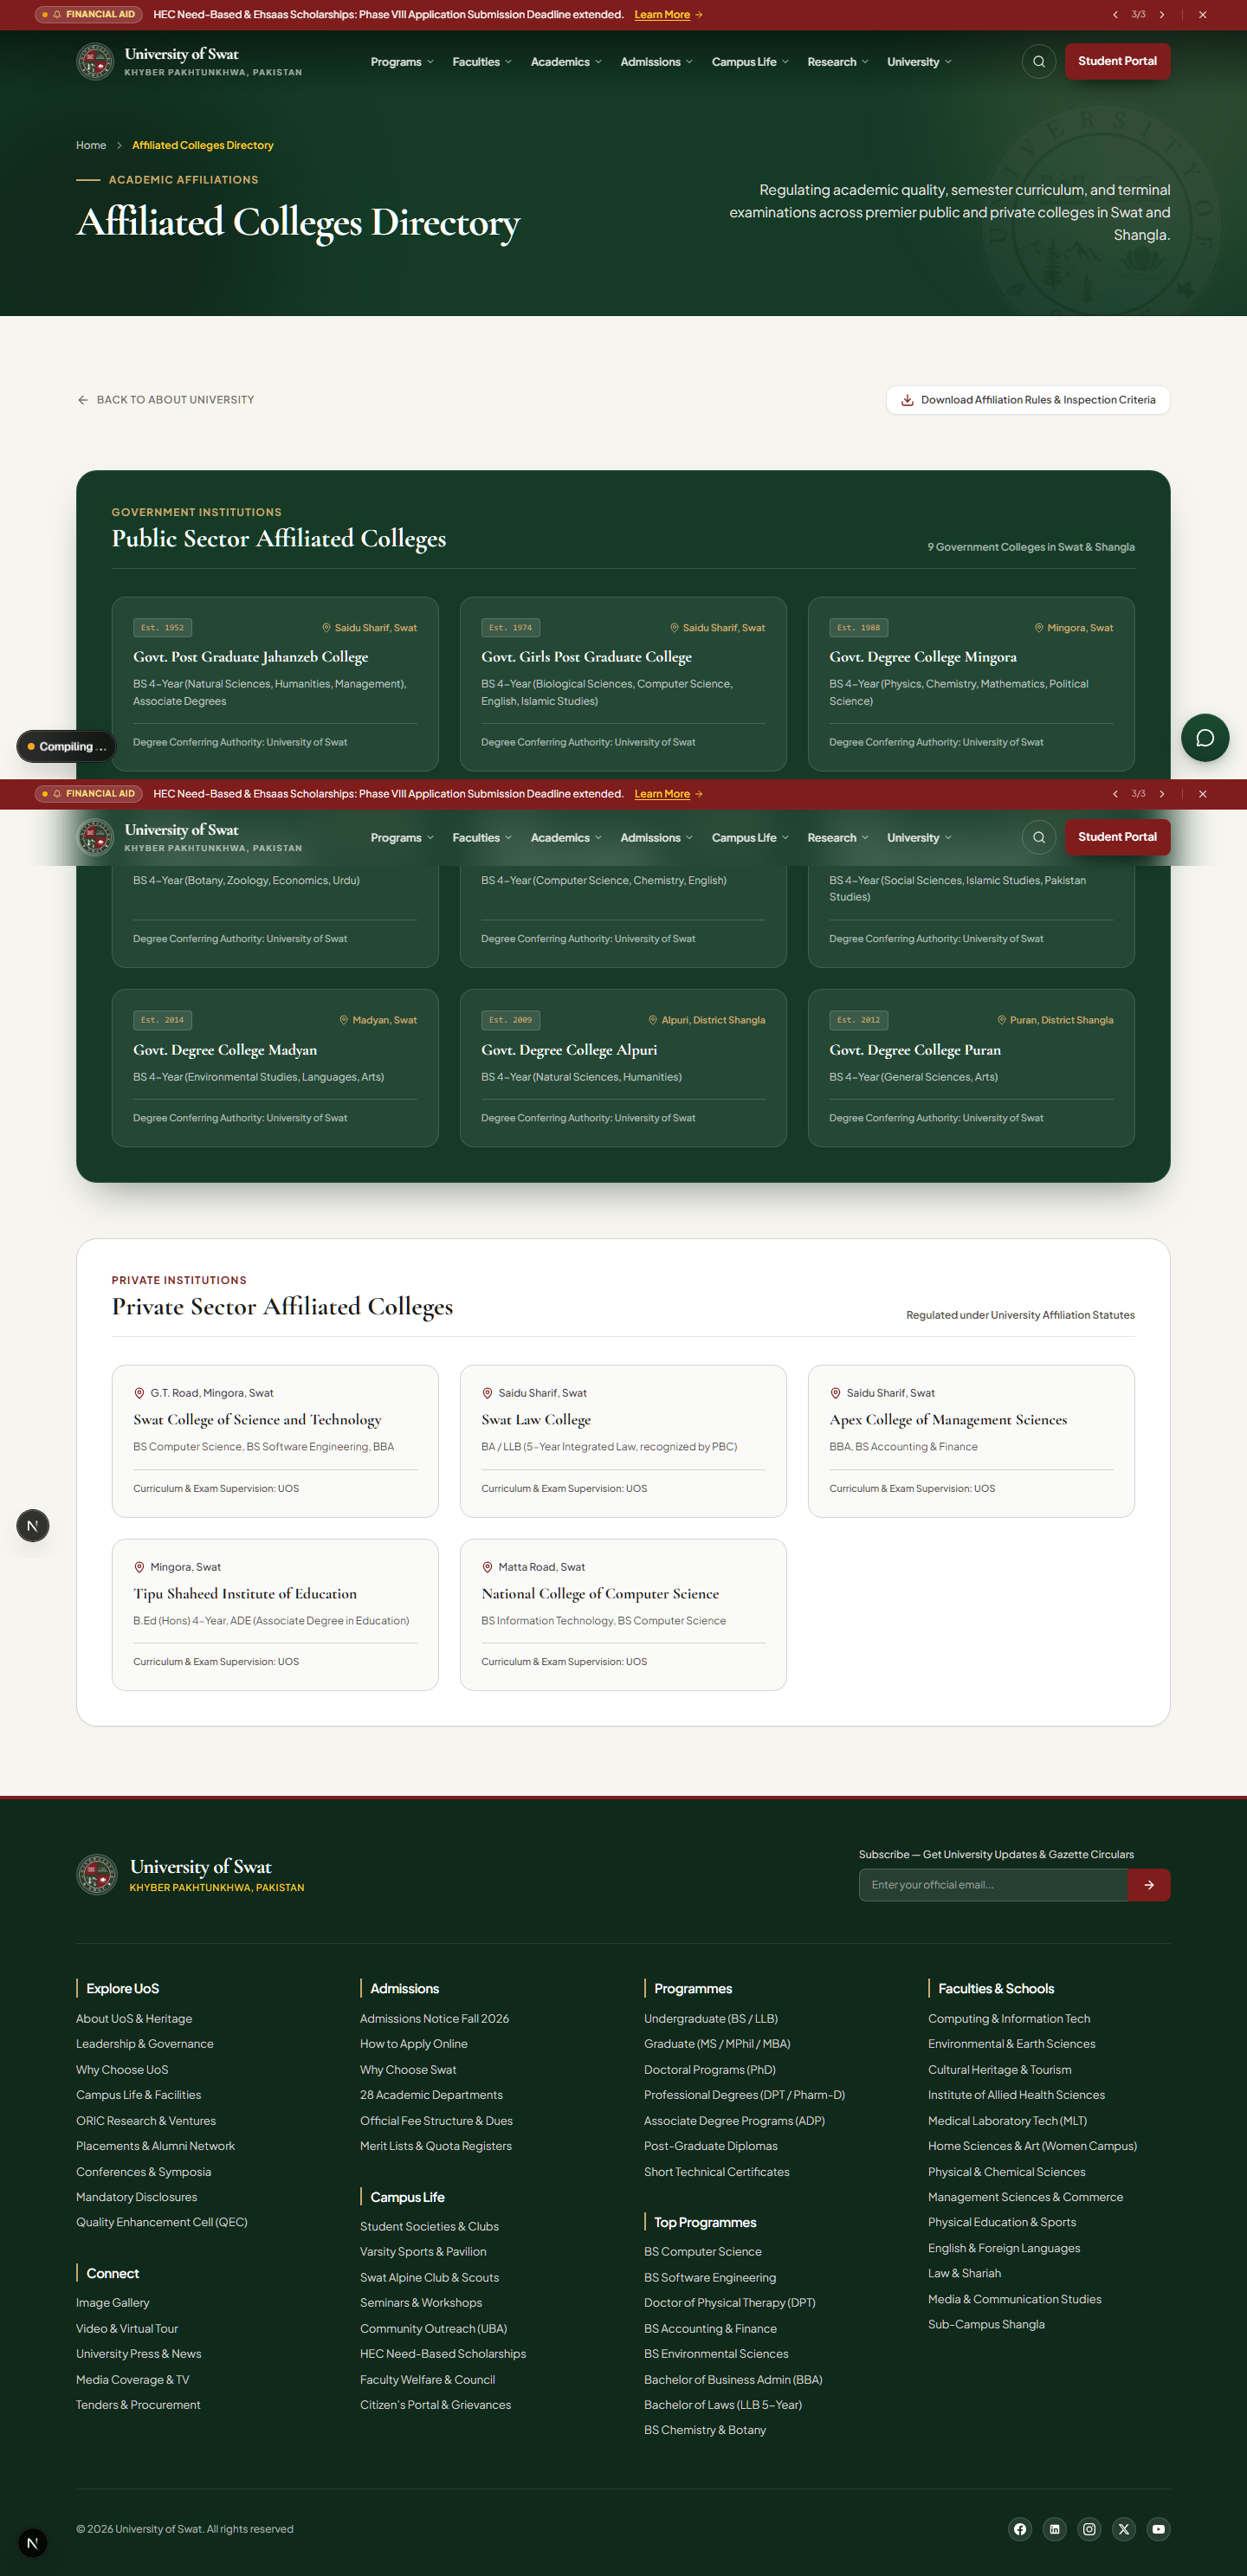 FINANCIAL AID HEC Need-Based & Ehsaas Scholarships: Phase VIII Application Submission Deadline extended. Learn More → 3/3
University of Swat
KHYBER PAKHTUNKHWA, PAKISTAN
Programs Faculties Academics Admissions Campus Life Research University Student Portal
Home > Affiliated Colleges Directory
ACADEMIC AFFILIATIONS
Affiliated Colleges Directory
Regulating academic quality, semester curriculum, and terminal
examinations across premier public and private colleges in Swat and
Shangla.
UNIVERSITY OF
BACK TO ABOUT UNIVERSITY
Download Affiliation Rules & Inspection Criteria
GOVERNMENT INSTITUTIONS
Public Sector Affiliated Colleges
9 Government Colleges in Swat & Shangla
Est. 1952 Saidu Sharif, Swat
Govt. Post Graduate Jahanzeb College
BS 4-Year (Natural Sciences, Humanities, Management),
Associate Degrees
Degree Conferring Authority: University of Swat
Est. 1974 Saidu Sharif, Swat
Govt. Girls Post Graduate College
BS 4-Year (Biological Sciences, Computer Science,
English, Islamic Studies)
Degree Conferring Authority: University of Swat
Est. 1988 Mingora, Swat
Govt. Degree College Mingora
BS 4-Year (Physics, Chemistry, Mathematics, Political
Science)
Degree Conferring Authority: University of Swat
Compiling ...
FINANCIAL AID HEC Need-Based & Ehsaas Scholarships: Phase VIII Application Submission Deadline extended. Learn More → 3/3
University of Swat
KHYBER PAKHTUNKHWA, PAKISTAN
Programs Faculties Academics Admissions Campus Life Research University Student Portal
BS 4-Year (Botany, Zoology, Economics, Urdu)
Degree Conferring Authority: University of Swat
BS 4-Year (Computer Science, Chemistry, English)
Degree Conferring Authority: University of Swat
BS 4-Year (Social Sciences, Islamic Studies, Pakistan
Studies)
Degree Conferring Authority: University of Swat
Est. 2014 Madyan, Swat
Govt. Degree College Madyan
BS 4-Year (Environmental Studies, Languages, Arts)
Degree Conferring Authority: University of Swat
Est. 2009 Alpuri, District Shangla
Govt. Degree College Alpuri
BS 4-Year (Natural Sciences, Humanities)
Degree Conferring Authority: University of Swat
Est. 2012 Puran, District Shangla
Govt. Degree College Puran
BS 4-Year (General Sciences, Arts)
Degree Conferring Authority: University of Swat
PRIVATE INSTITUTIONS
Private Sector Affiliated Colleges
Regulated under University Affiliation Statutes
G.T. Road, Mingora, Swat
Swat College of Science and Technology
BS Computer Science, BS Software Engineering, BBA
Curriculum & Exam Supervision: UOS
Saidu Sharif, Swat
Swat Law College
BA / LLB (5-Year Integrated Law, recognized by PBC)
Curriculum & Exam Supervision: UOS
Saidu Sharif, Swat
Apex College of Management Sciences
BBA, BS Accounting & Finance
Curriculum & Exam Supervision: UOS
Mingora, Swat
Tipu Shaheed Institute of Education
B.Ed (Hons) 4-Year, ADE (Associate Degree in Education)
Curriculum & Exam Supervision: UOS
Matta Road, Swat
National College of Computer Science
BS Information Technology, BS Computer Science
Curriculum & Exam Supervision: UOS
N
University of Swat
KHYBER PAKHTUNKHWA, PAKISTAN
Subscribe — Get University Updates & Gazette Circulars
Enter your official email...
Explore UoS
About UoS & Heritage
Leadership & Governance
Why Choose UoS
Campus Life & Facilities
ORIC Research & Ventures
Placements & Alumni Network
Conferences & Symposia
Mandatory Disclosures
Quality Enhancement Cell (QEC)
Connect
Image Gallery
Video & Virtual Tour
University Press & News
Media Coverage & TV
Tenders & Procurement
Admissions
Admissions Notice Fall 2026
How to Apply Online
Why Choose Swat
28 Academic Departments
Official Fee Structure & Dues
Merit Lists & Quota Registers
Campus Life
Student Societies & Clubs
Varsity Sports & Pavilion
Swat Alpine Club & Scouts
Seminars & Workshops
Community Outreach (UBA)
HEC Need-Based Scholarships
Faculty Welfare & Council
Citizen's Portal & Grievances
Programmes
Undergraduate (BS / LLB)
Graduate (MS / MPhil / MBA)
Doctoral Programs (PhD)
Professional Degrees (DPT / Pharm-D)
Associate Degree Programs (ADP)
Post-Graduate Diplomas
Short Technical Certificates
Top Programmes
BS Computer Science
BS Software Engineering
Doctor of Physical Therapy (DPT)
BS Accounting & Finance
BS Environmental Sciences
Bachelor of Business Admin (BBA)
Bachelor of Laws (LLB 5-Year)
BS Chemistry & Botany
Faculties & Schools
Computing & Information Tech
Environmental & Earth Sciences
Cultural Heritage & Tourism
Institute of Allied Health Sciences
Medical Laboratory Tech (MLT)
Home Sciences & Art (Women Campus)
Physical & Chemical Sciences
Management Sciences & Commerce
Physical Education & Sports
English & Foreign Languages
Law & Shariah
Media & Communication Studies
Sub-Campus Shangla
© 2026 University of Swat. All rights reserved
N